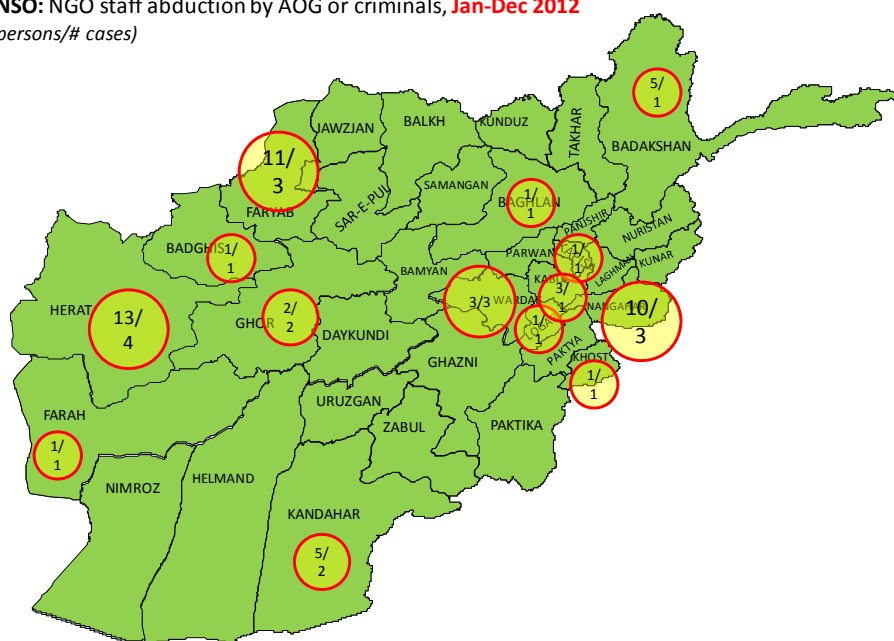 NSO: NGO staff abduction by AOG or criminals, Jan-Dec 2012
persons/# cases)
5/
1
JAWZJAN
BALKH
KUNDUZ
TAKHAR
BADAKSHAN
11/
3
FARYAB
SAR-E-PUL
SAMANGAN
1/
BAGHLAN
1
PANJSHIR
NURISTAN
BADGHIS
1/
1
BAMYAN
PARWAN
1/
1
LAGHMAN
KUNAR
HERAT
13/
4
GHOR
2/
2
DAYKUNDI
3/3
WARDAK
3/
1
NANGARHAR
10/
3
1/
1
PAKTYA
KHOST
1/
1
GHAZNI
FARAH
1/
1
URUZGAN
ZABUL
PAKTIKA
NIMROZ
HELMAND
KANDAHAR
5/
2